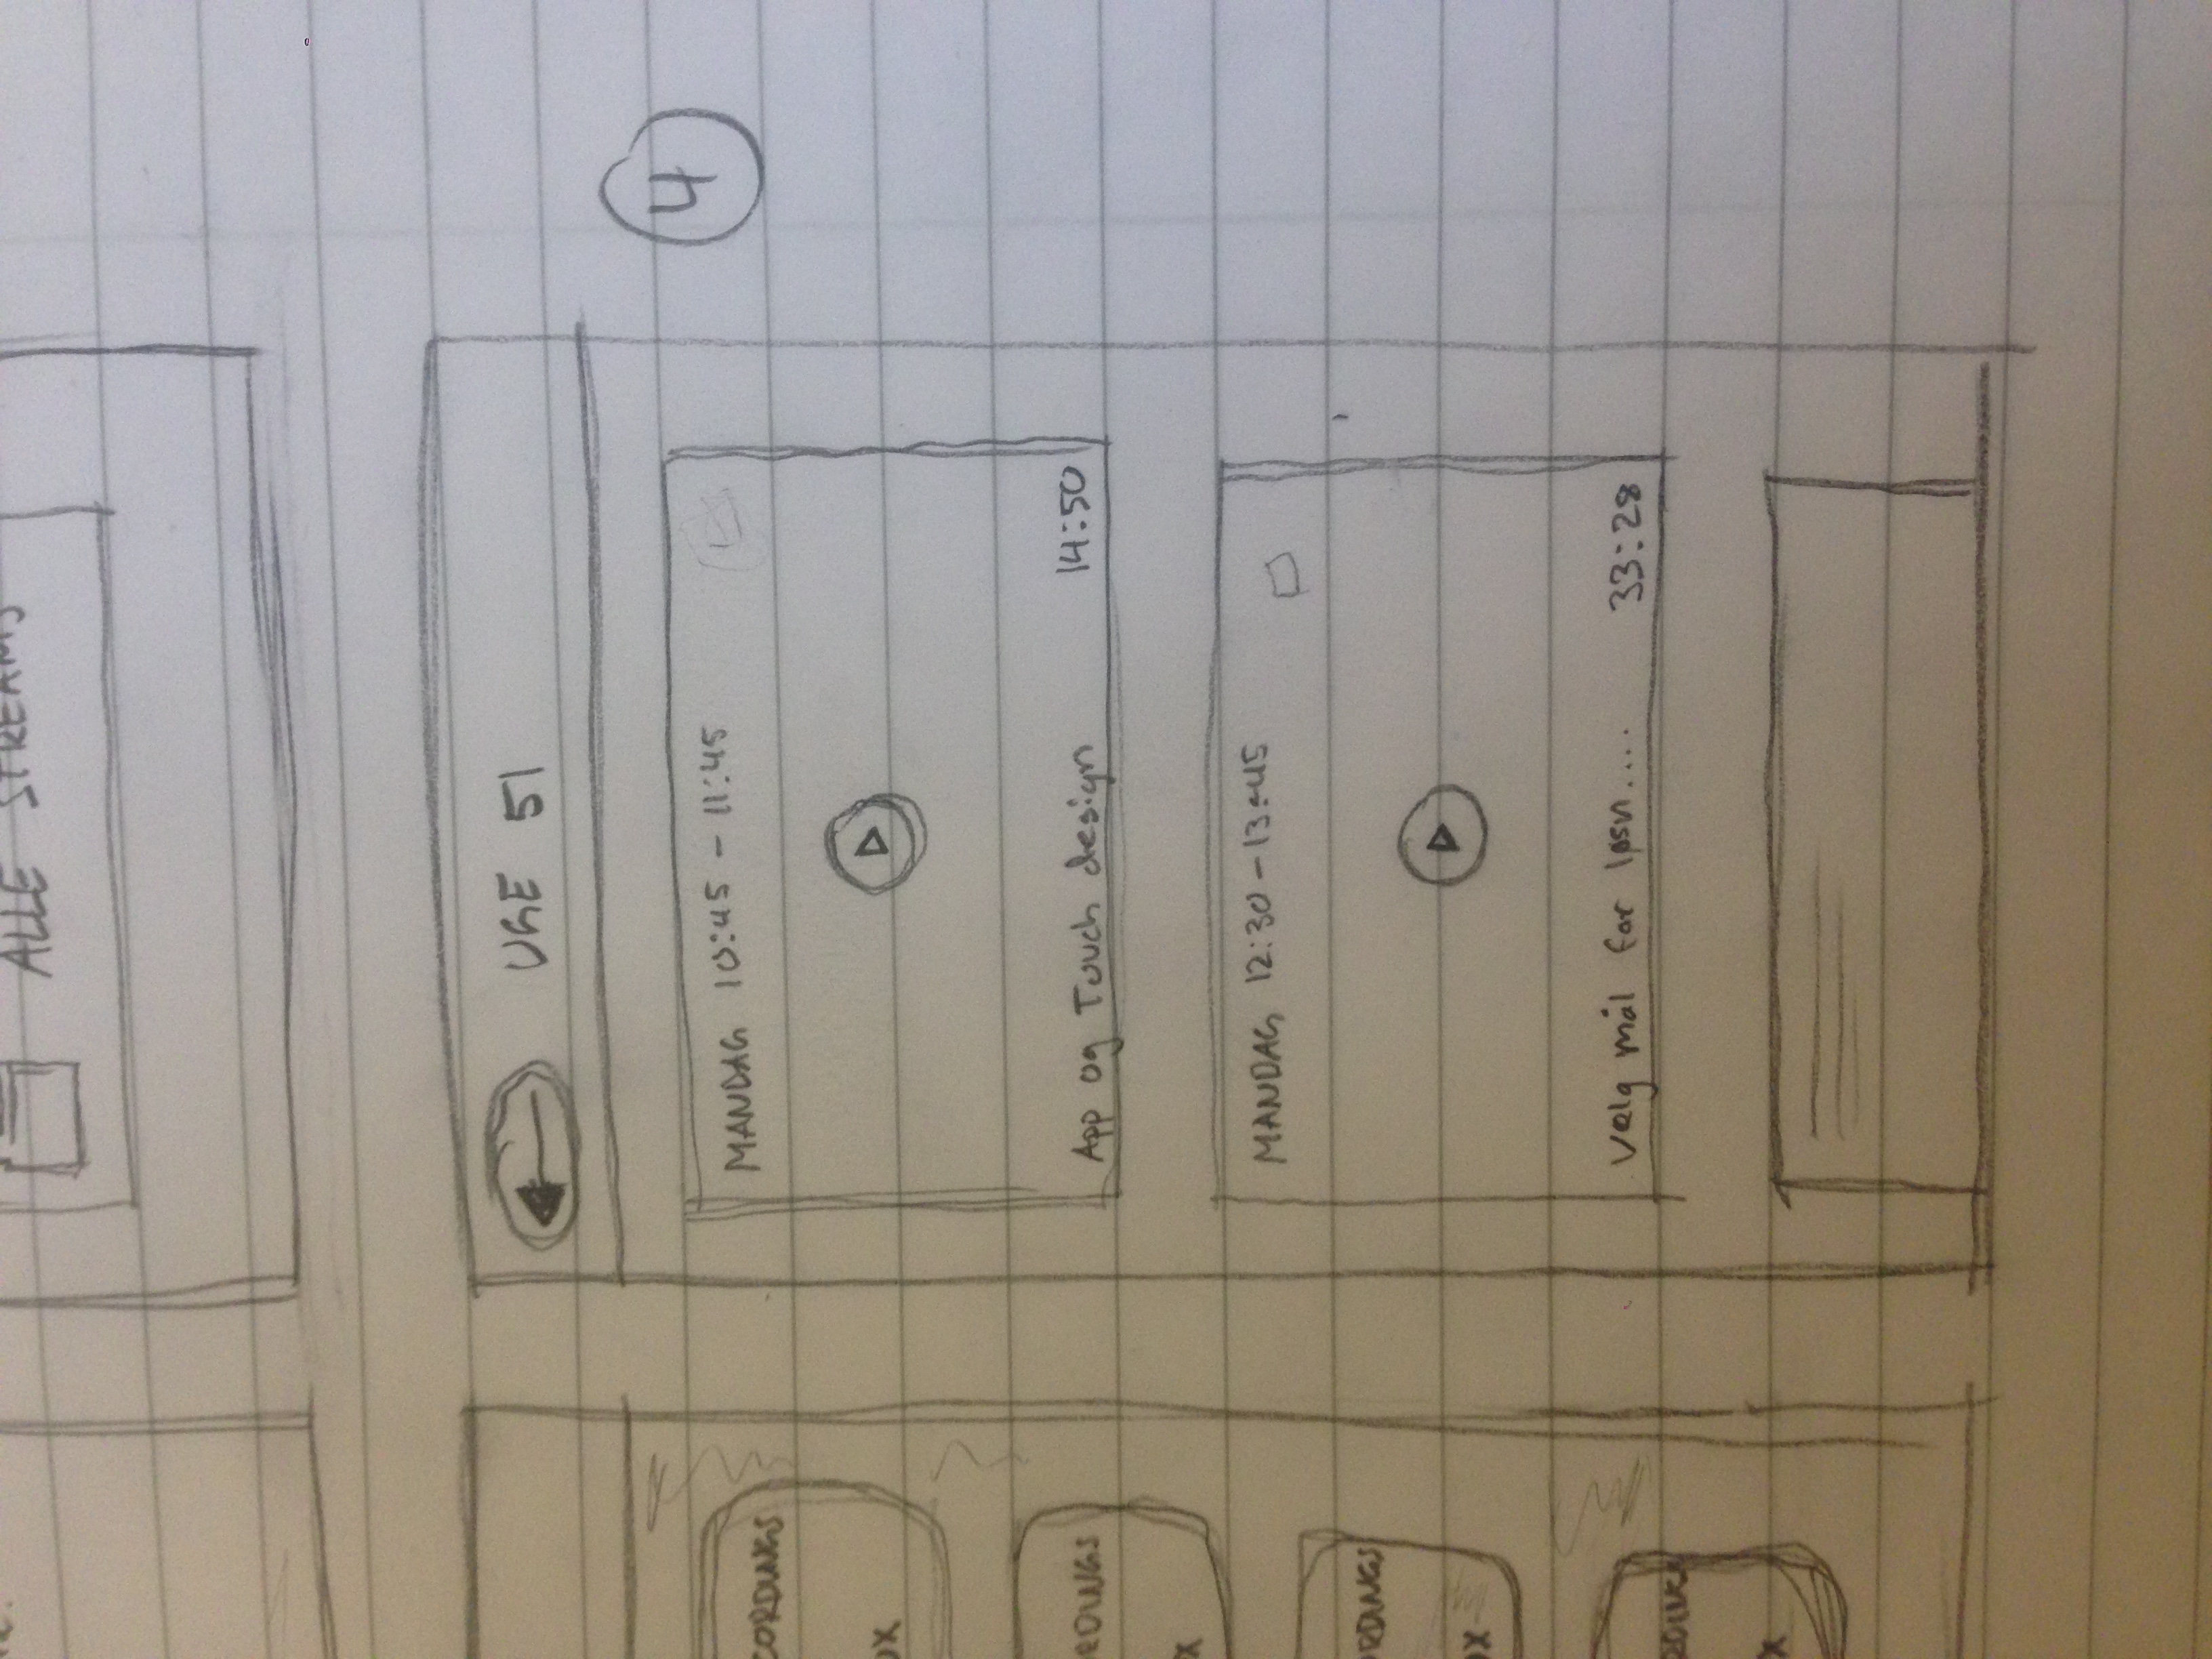 ALLE STREAMS
UGE 51
4
MANDAG 10:45 - 11:45
App og Touch design 14:50
MANDAG 12:30 - 13:45
Vælg mål for løsn....
33:28
CORDINGS
OX
RDINGS
X
ORDINGS
OX
RDINGS
X